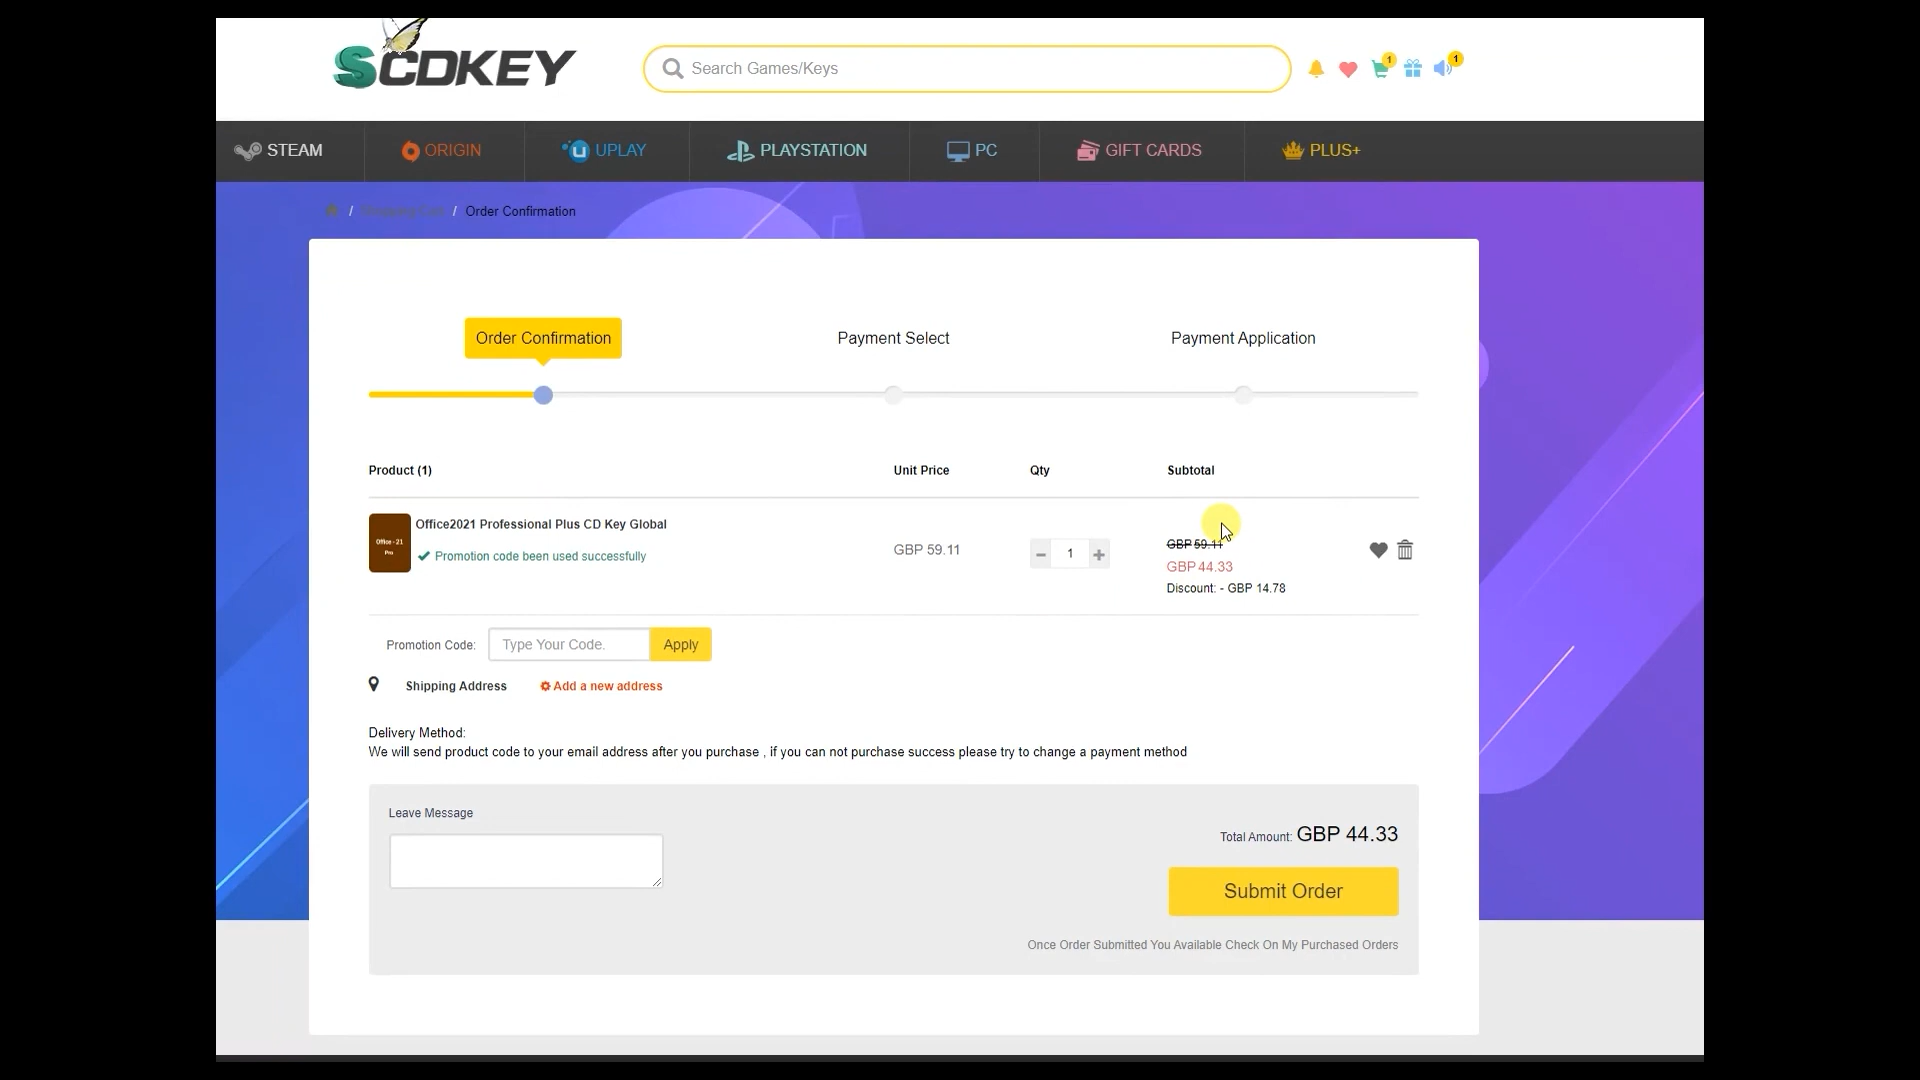 SCDKEY
Search Games/Keys
1
1
STEAM
ORIGIN
UPLAY
PLAYSTATION
PC
GIFT CARDS
PLUS+
/ / Order Confirmation
Order Confirmation
Payment Select
Payment Application
Product (1)
Unit Price
Qty
Subtotal
Office - 21
Pro
Office2021 Professional Plus CD Key Global
Promotion code been used successfully
GBP 59.11
− 1 +
GBP 59.11
GBP 44.33
Discount: - GBP 14.78
Promotion Code: Type Your Code. Apply
Shipping Address Add a new address
Delivery Method:
We will send product code to your email address after you purchase , if you can not purchase success please try to change a payment method
Leave Message
Total Amount: GBP 44.33
Submit Order
Once Order Submitted You Available Check On My Purchased Orders